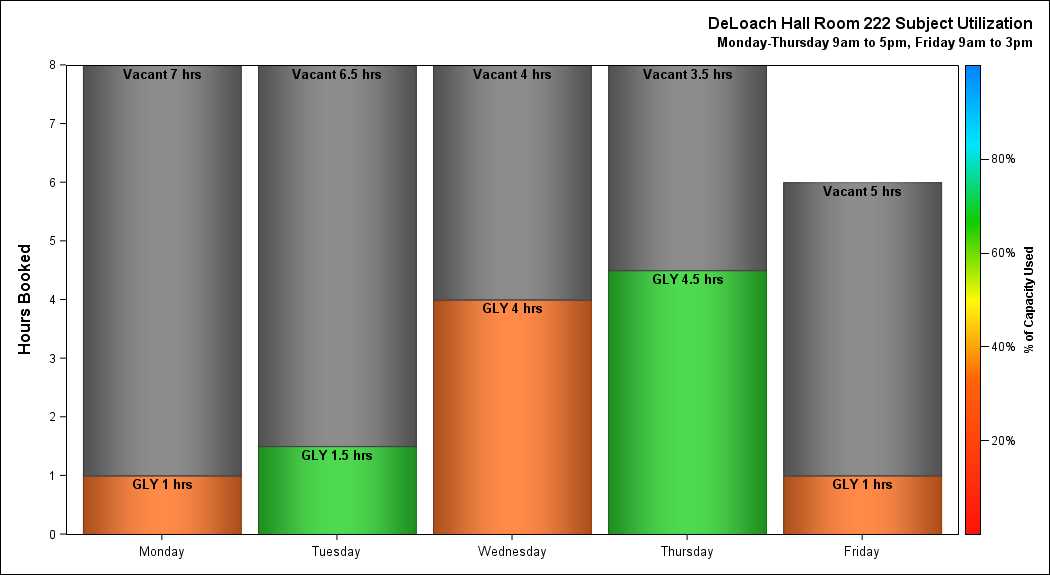 DeLoach Hall Room 222 Subject Utilization
Monday-Thursday 9am to 5pm, Friday 9am to 3pm
Hours Booked
8
7
6
5
4
3
2
1
0
Vacant 7 hrs
GLY 1 hrs
Vacant 6.5 hrs
GLY 1.5 hrs
Vacant 4 hrs
GLY 4 hrs
Vacant 3.5 hrs
GLY 4.5 hrs
Vacant 5 hrs
GLY 1 hrs
Monday
Tuesday
Wednesday
Thursday
Friday
80%
60%
40%
20%
% of Capacity Used